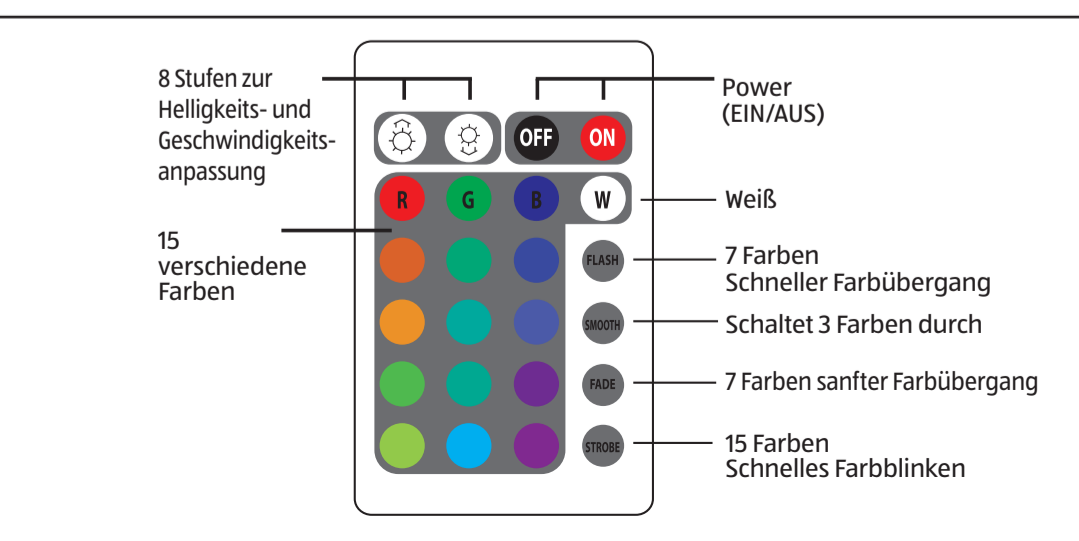 8 Stufen zur
Helligkeits- und
Geschwindigkeits-
anpassung
Power
(EIN/AUS)
OFF
ON
R
G
B
W
Weiß
15
verschiedene
Farben
FLASH
7 Farben
Schneller Farbübergang
SMOOTH
Schaltet 3 Farben durch
FADE
7 Farben sanfter Farbübergang
STROBE
15 Farben
Schnelles Farbblinken